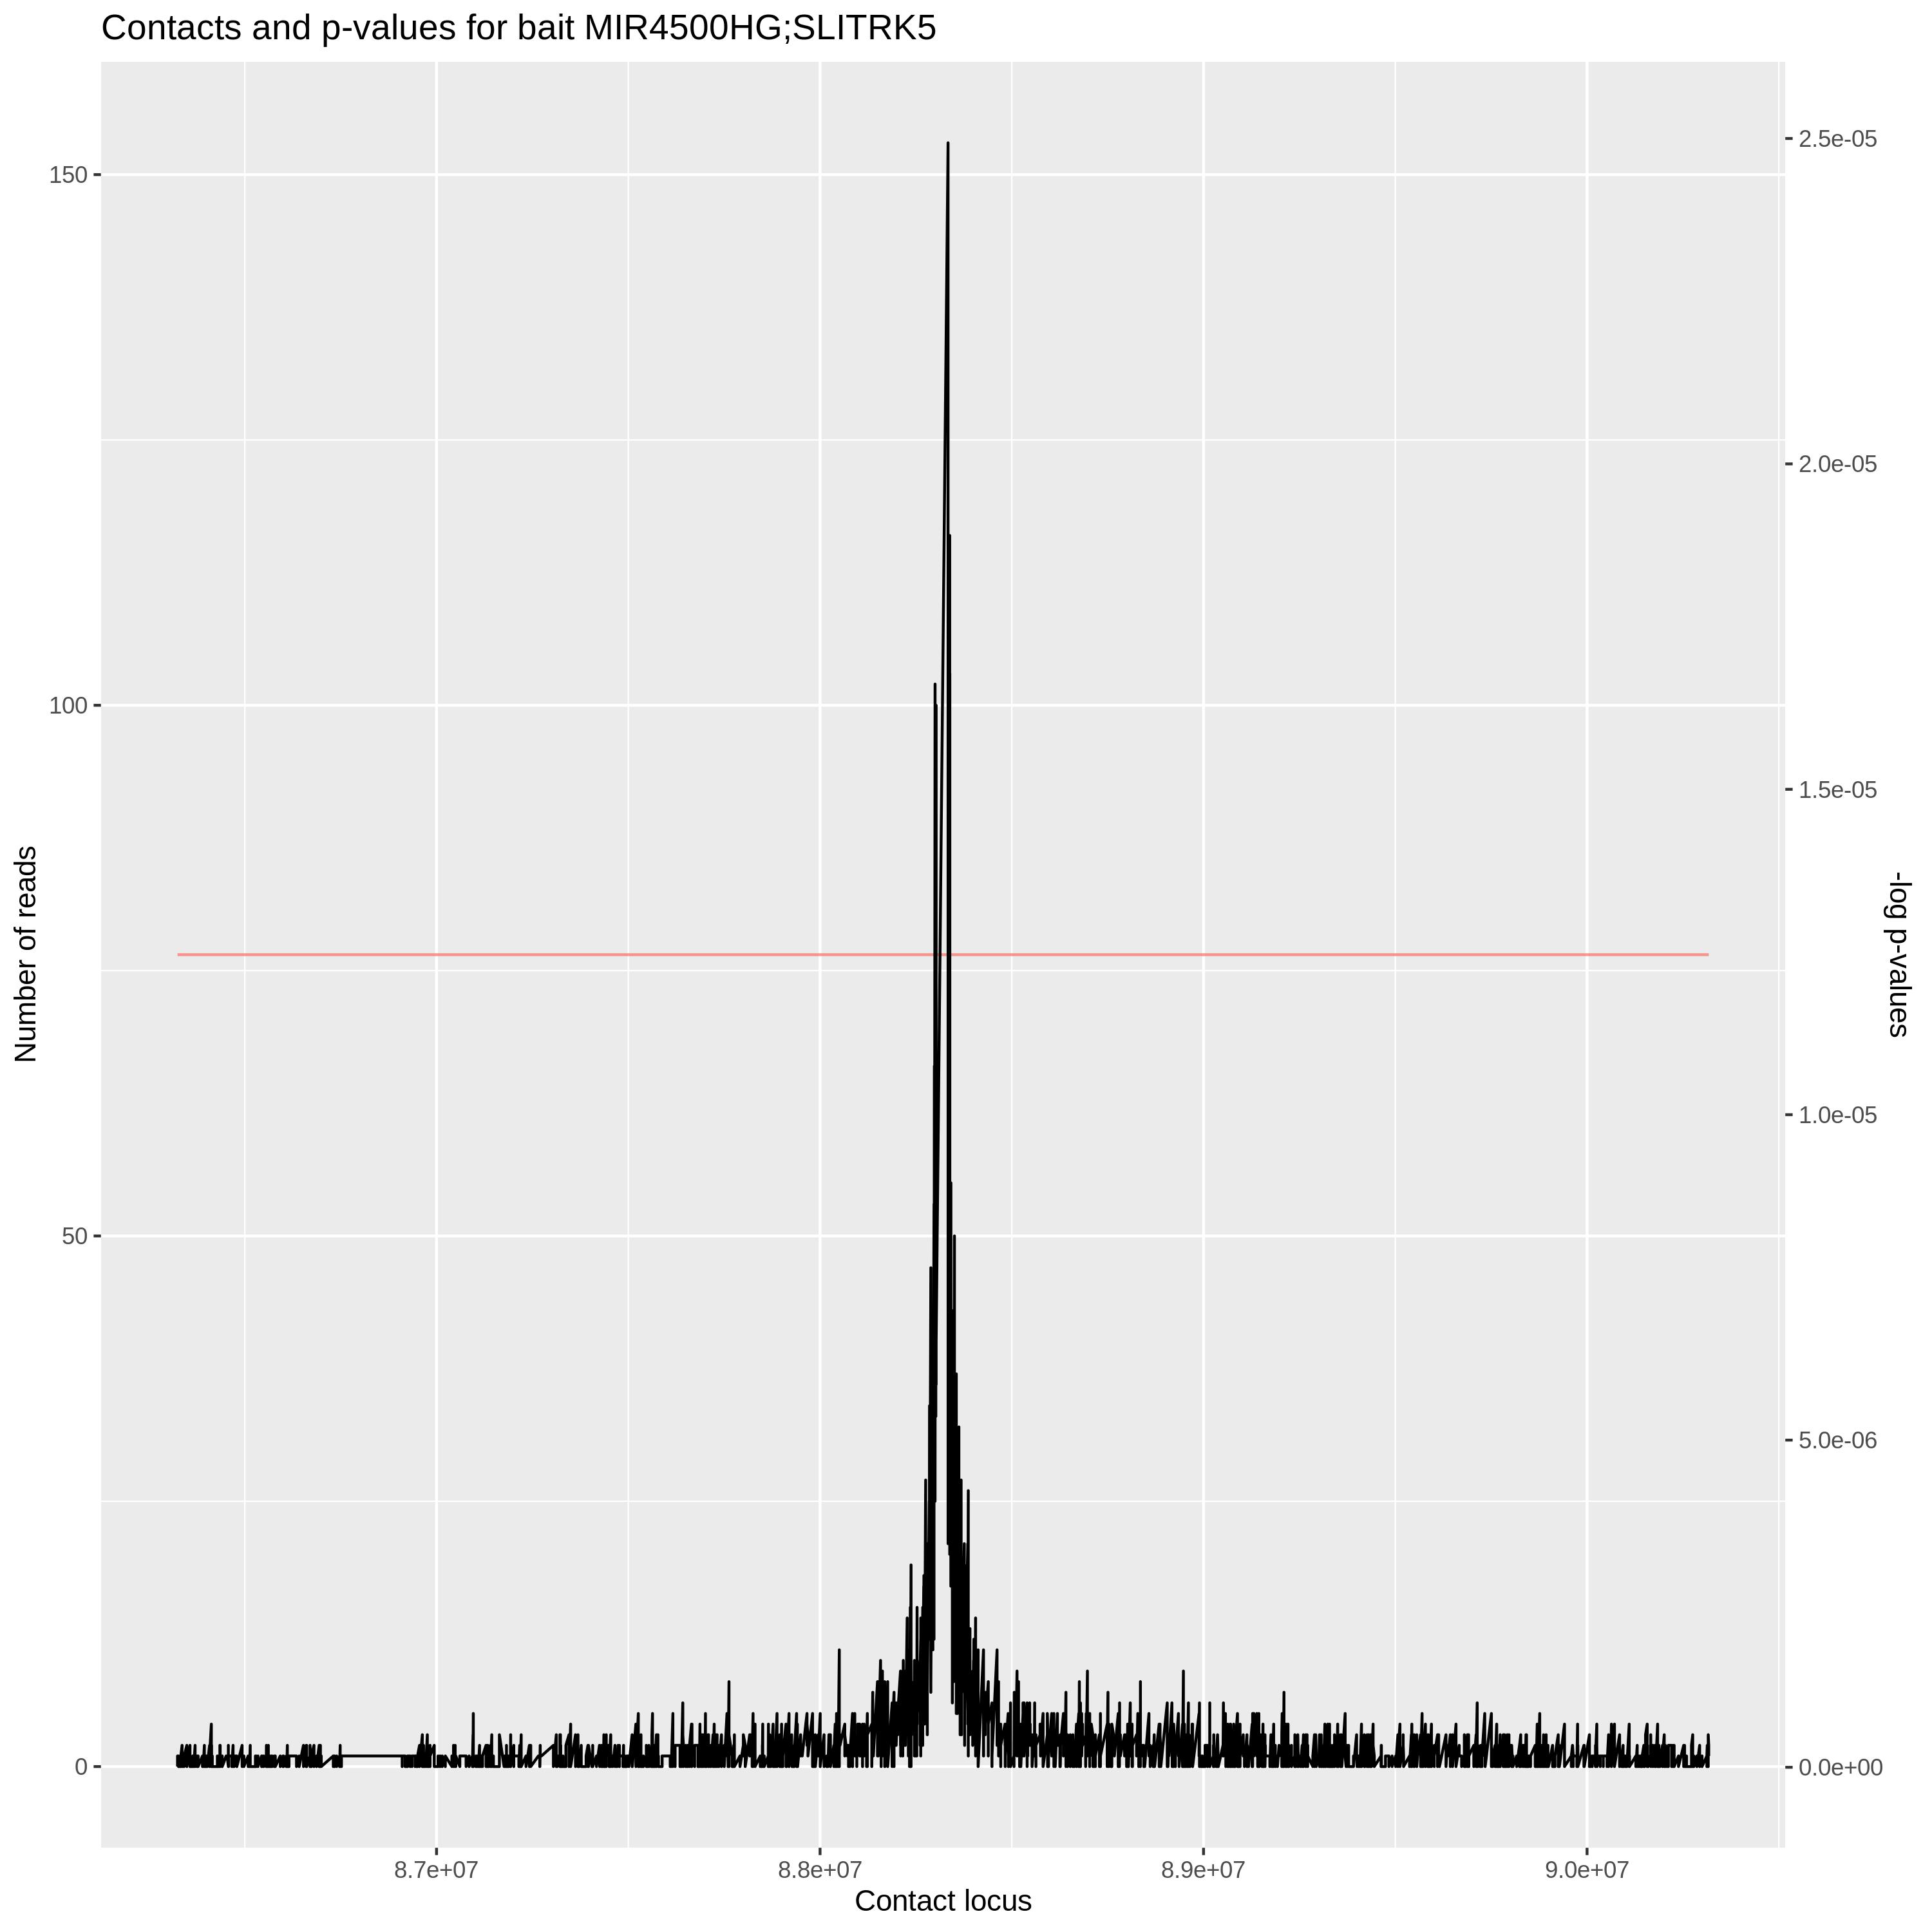 Contacts and p-values for bait MIR4500HG;SLITRK5
150
100
50
0
Number of reads
2.5e-05
2.0e-05
1.5e-05
1.0e-05
5.0e-06
0.0e+00
-log p-values
8.7e+07
8.8e+07
8.9e+07
9.0e+07
Contact locus